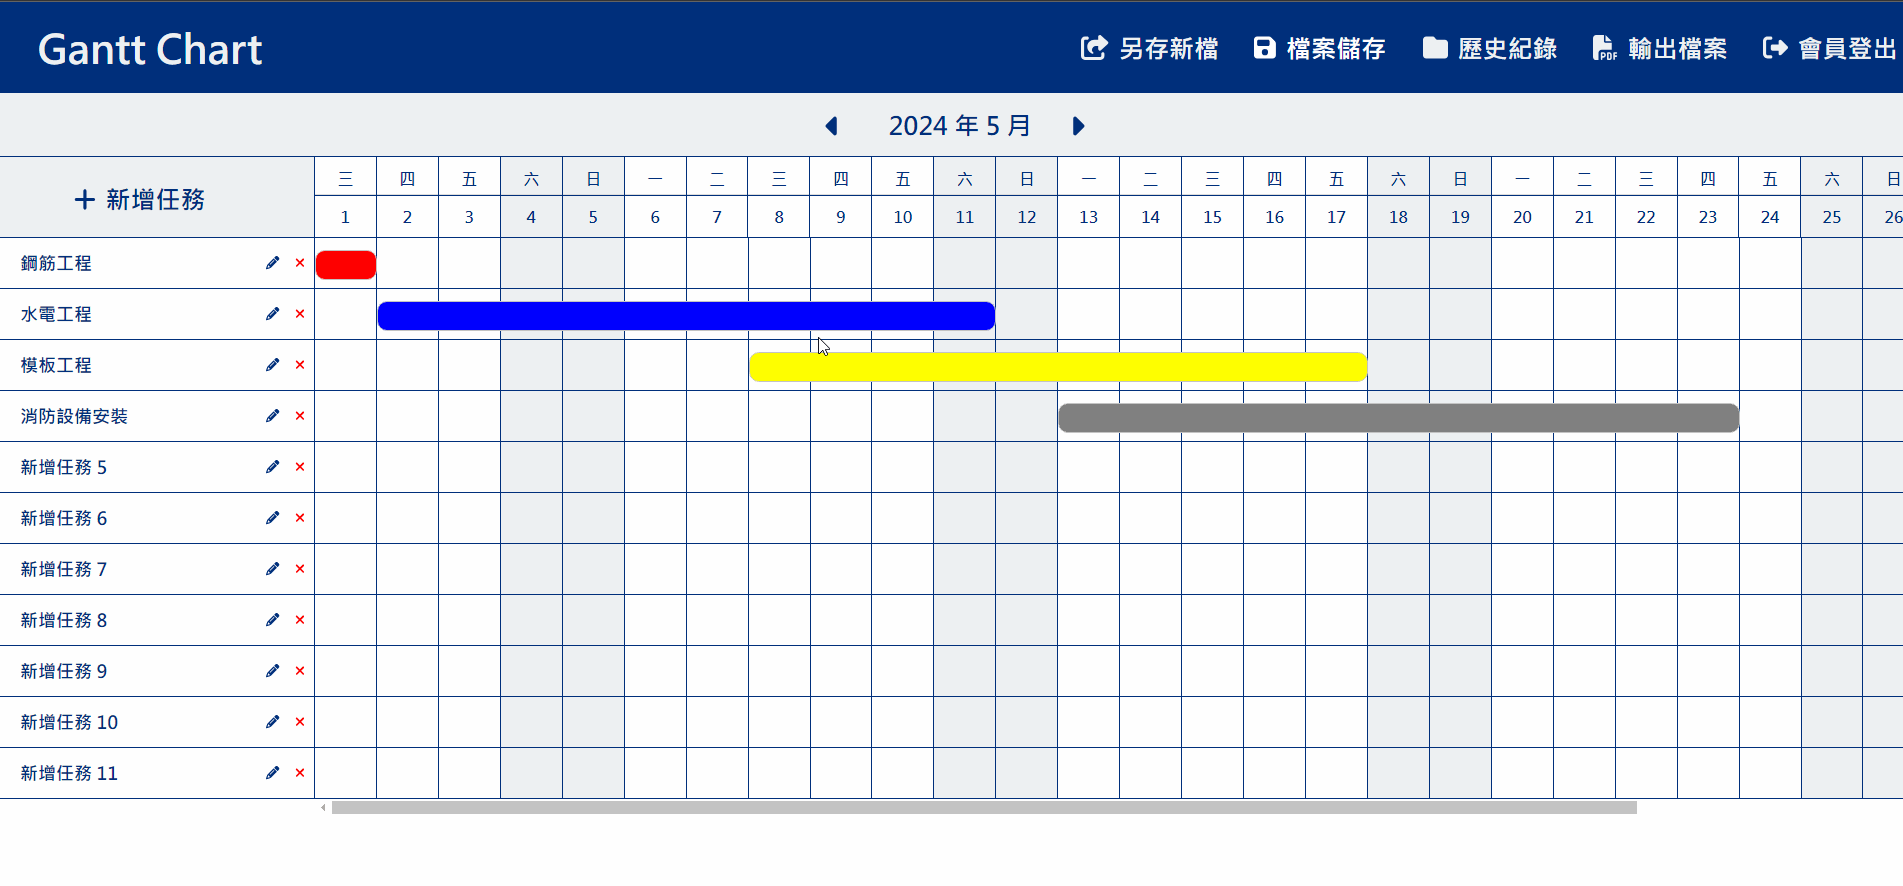 Gantt Chart 另存新檔 檔案儲存 歷史紀錄 輸出檔案 會員登出
2024 年 5 月
新增任務
三 四 五 六 日 一 二 三 四 五 六 日 一 二 三 四 五 六 日 一 二 三 四 五 六 日
1 2 3 4 5 6 7 8 9 10 11 12 13 14 15 16 17 18 19 20 21 22 23 24 25 26
鋼筋工程
水電工程
模板工程
消防設備安裝
新增任務 5
新增任務 6
新增任務 7
新增任務 8
新增任務 9
新增任務 10
新增任務 11